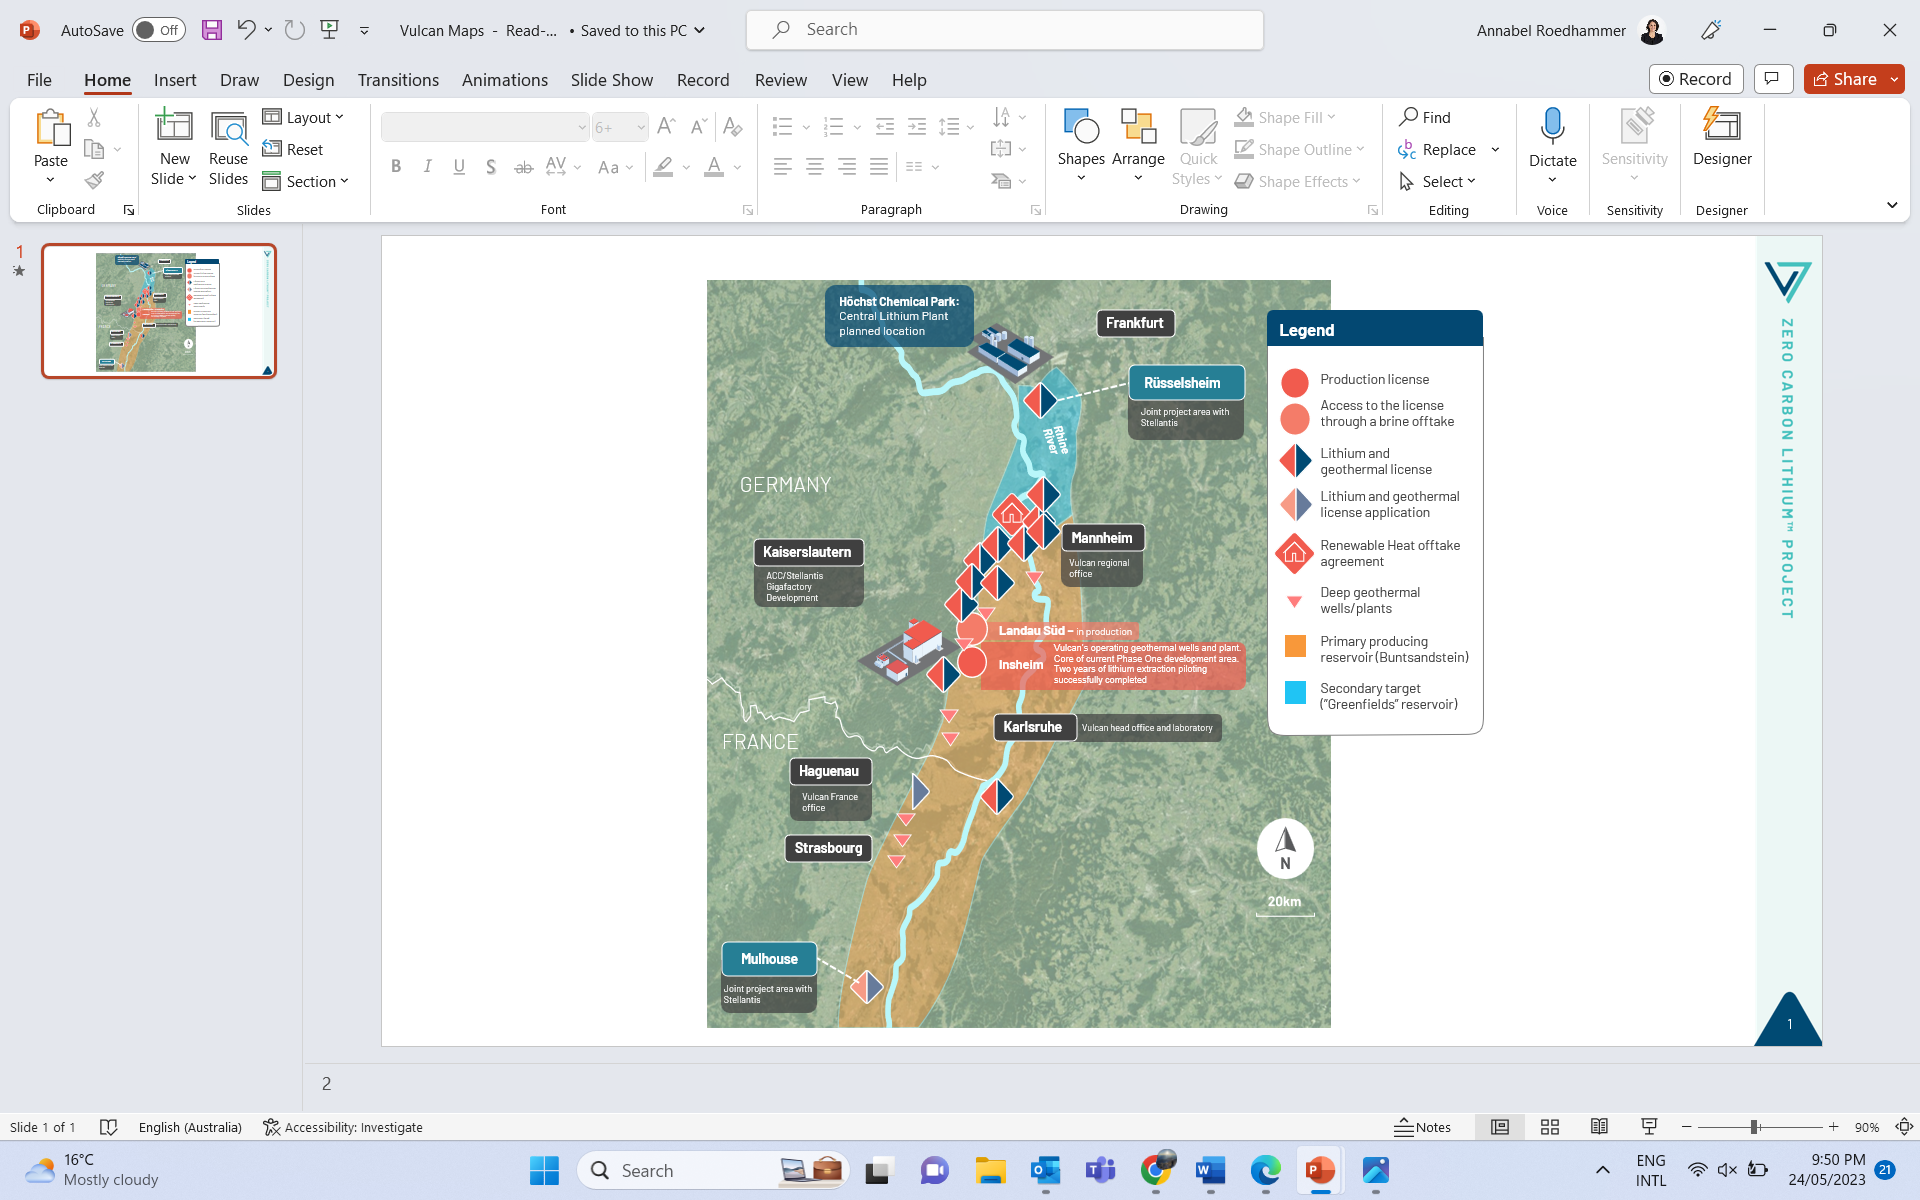 AutoSave
Off
Vulcan Maps - Read-... • Saved to this PC
Search
Annabel Roedhammer
File
Home
Insert
Draw
Design
Transitions
Animations
Slide Show
Record
Review
View
Help
Record
Share
Paste
Clipboard
New
Slide
Reuse
Slides
Layout
Reset
Section
Slides
6+
Font
Paragraph
Shapes
Arrange
Quick
Styles
Shape Fill
Shape Outline
Shape Effects
Drawing
Find
Replace
Select
Editing
Dictate
Voice
Sensitivity
Sensitivity
Designer
Designer
1
Höchst Chemical Park:
Central Lithium Plant
planned location
Frankfurt
Rüsselsheim
Joint project area with
Stellantis
Rhine
River
GERMANY
Kaiserslautern
ACC/Stellantis
Gigafactory
Development
Mannheim
Vulcan regional
office
Landau Süd – in production
Insheim
Vulcan's operating geothermal wells and plant.
Core of current Phase One development area.
Two years of lithium extraction piloting
successfully completed
Karlsruhe
Vulcan head office and laboratory
FRANCE
Haguenau
Vulcan France
office
Strasbourg
Mulhouse
Joint project area with
Stellantis
N
20km
Legend
Production license
Access to the license
through a brine offtake
Lithium and
geothermal license
Lithium and geothermal
license application
Renewable Heat offtake
agreement
Deep geothermal
wells/plants
Primary producing
reservoir (Buntsandstein)
Secondary target
("Greenfields" reservoir)
ZERO CARBON LITHIUM™ PROJECT
1
2
Slide 1 of 1
English (Australia)
Accessibility: Investigate
Notes
90%
16°C
Mostly cloudy
Search
ENG
INTL
9:50 PM
24/05/2023
21